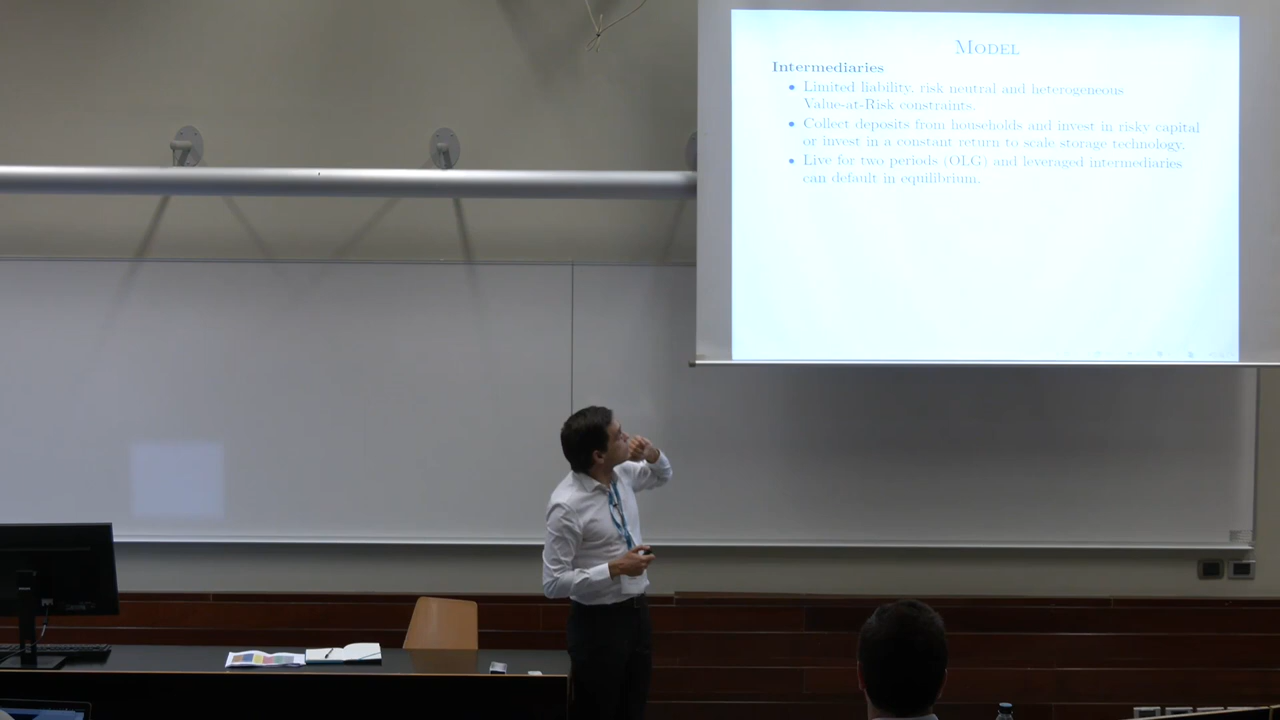 MODEL
Intermediaries
• Limited liability, risk neutral and heterogeneous
Value-at-Risk constraints.
• Collect deposits from households and invest in risky capital
or invest in a constant return to scale storage technology.
• Live for two periods (OLG) and leveraged intermediaries
can default in equilibrium.